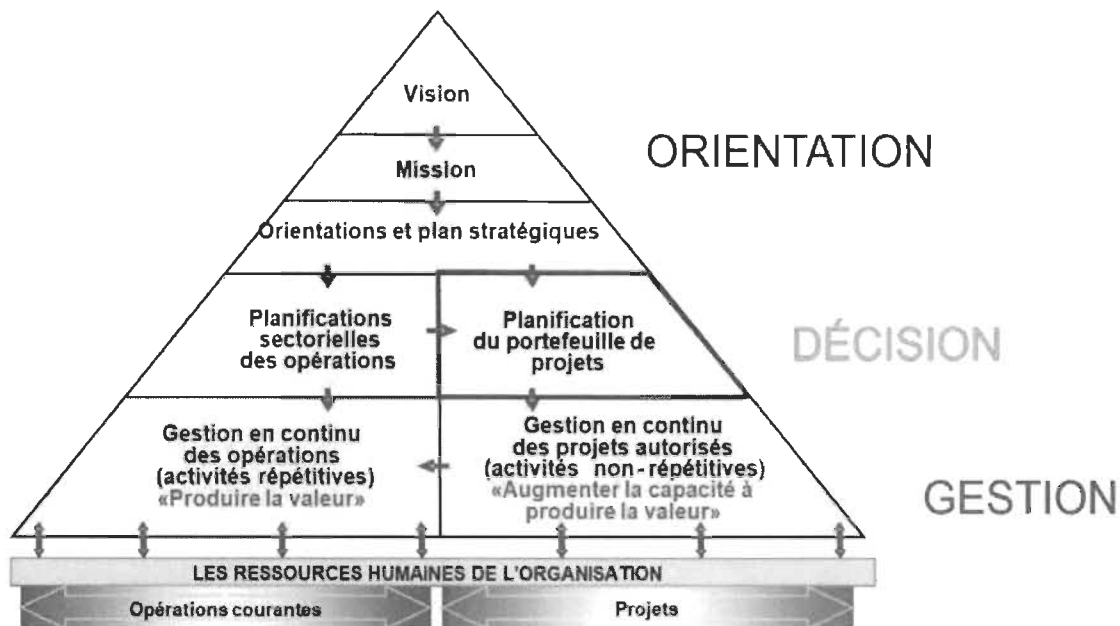 Vision
ORIENTATION
Mission
Orientations et plan stratégiques
Planifications
sectorielles
des opérations
Planification
du portefeuille de
projets
DÉCISION
Gestion en continu
des opérations
(activités répétitives)
«Produire la valeur»
Gestion en continu
des projets autorisés
(activités non-répétitives)
«Augmenter la capacité à
produire la valeur»
GESTION
LES RESSOURCES HUMAINES DE L'ORGANISATION
Opérations courantes
Projets